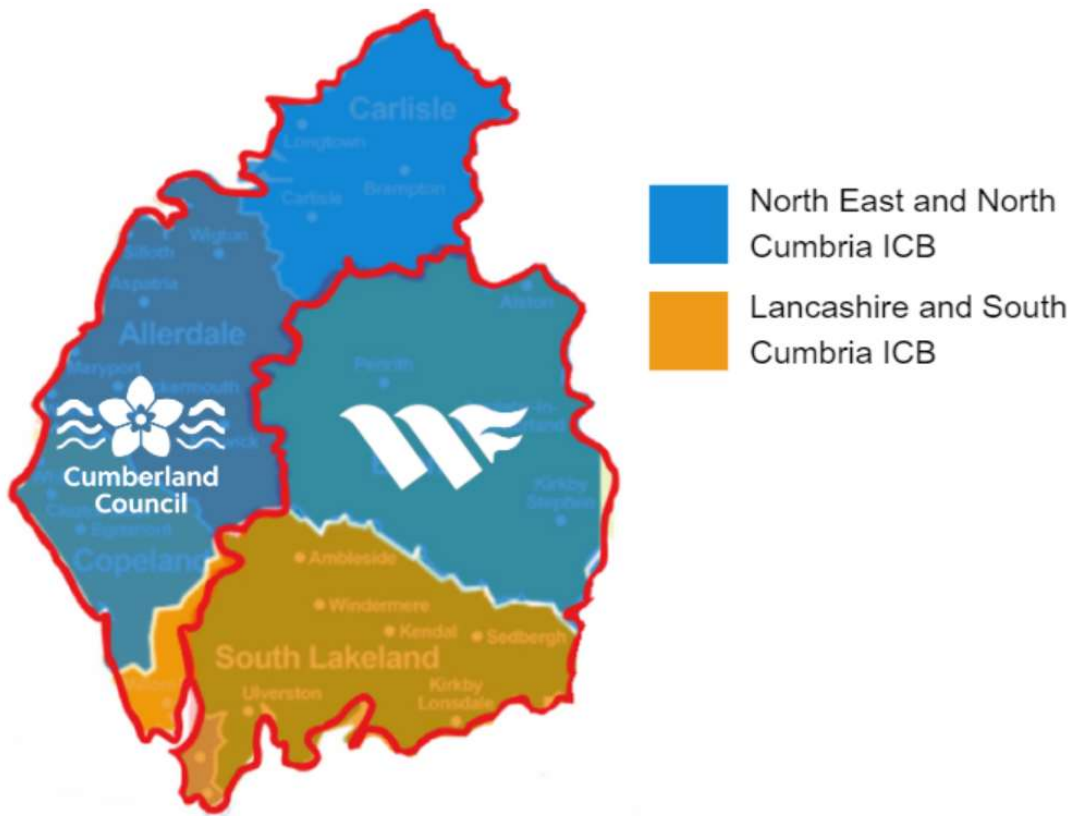 Carlisle
Longtown
Brampton
Carlisle
Wigton
Silloth
Aspatria
Alston
Allerdale
Maryport
Penrith
Cumberland
Council
Kirkby
Stephen
Egremont
Copeland
Ambleside
Windermere
Kendal
Sedbergh
South Lakeland
Ulverston
Kirkby
Lonsdale
North East and North
Cumbria ICB
Lancashire and South
Cumbria ICB